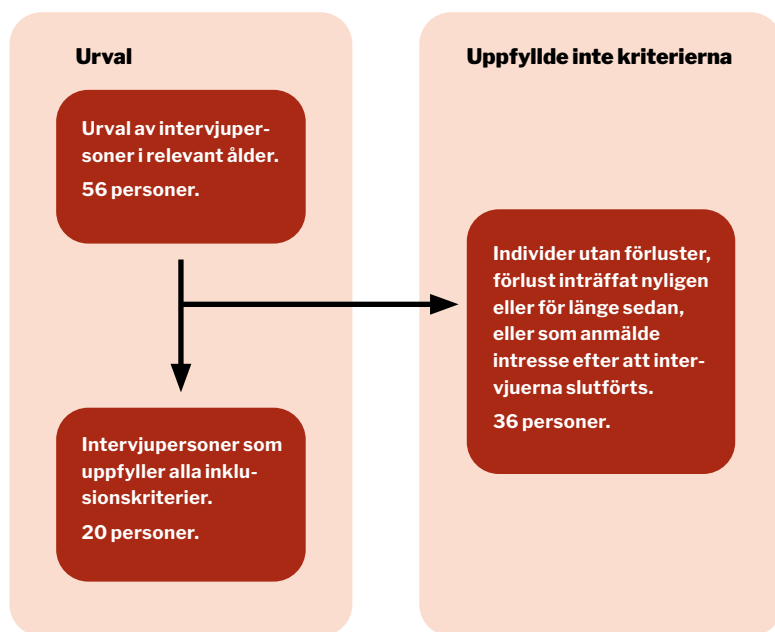 Urval
Urval av intervjuper-
soner i relevant ålder.
56 personer.
Intervjupersoner som
uppfyller alla inklu-
sionskriterier.
20 personer.
Uppfyllde inte kriterierna
Individer utan förluster,
förlust inträffat nyligen
eller för länge sedan,
eller som anmälde
intresse efter att inter-
vjuerna slutförts.
36 personer.